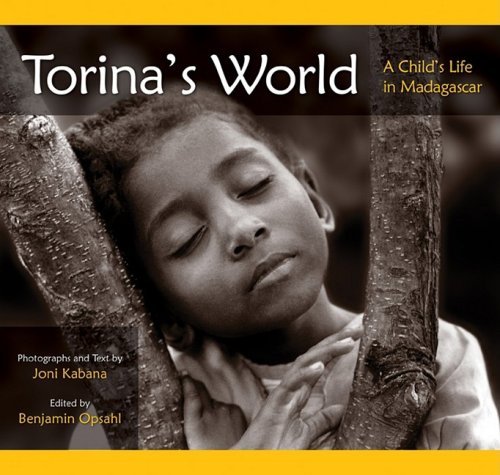 Torina's World
A Child's Life
in Madagascar
Photographs and Text by
Joni Kabana
Edited by
Benjamin Opsahl